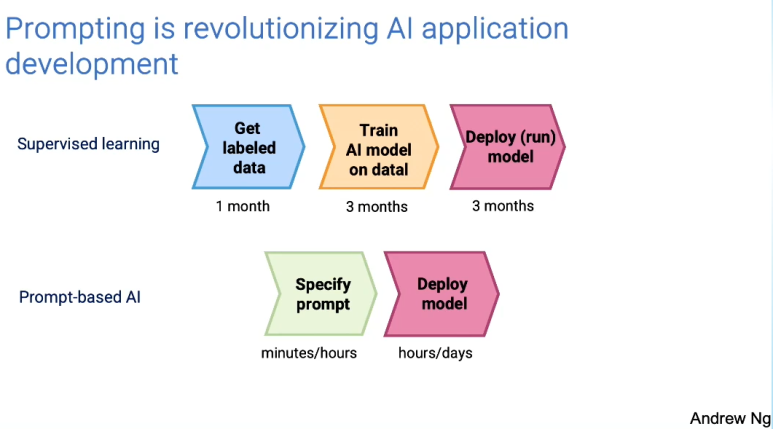 Prompting is revolutionizing AI application
development
Supervised learning
Get
labeled
data
Train
AI model
on datal
Deploy (run)
model
1 month
3 months
3 months
Prompt-based AI
Specify
prompt
Deploy
model
minutes/hours
hours/days
Andrew Ng